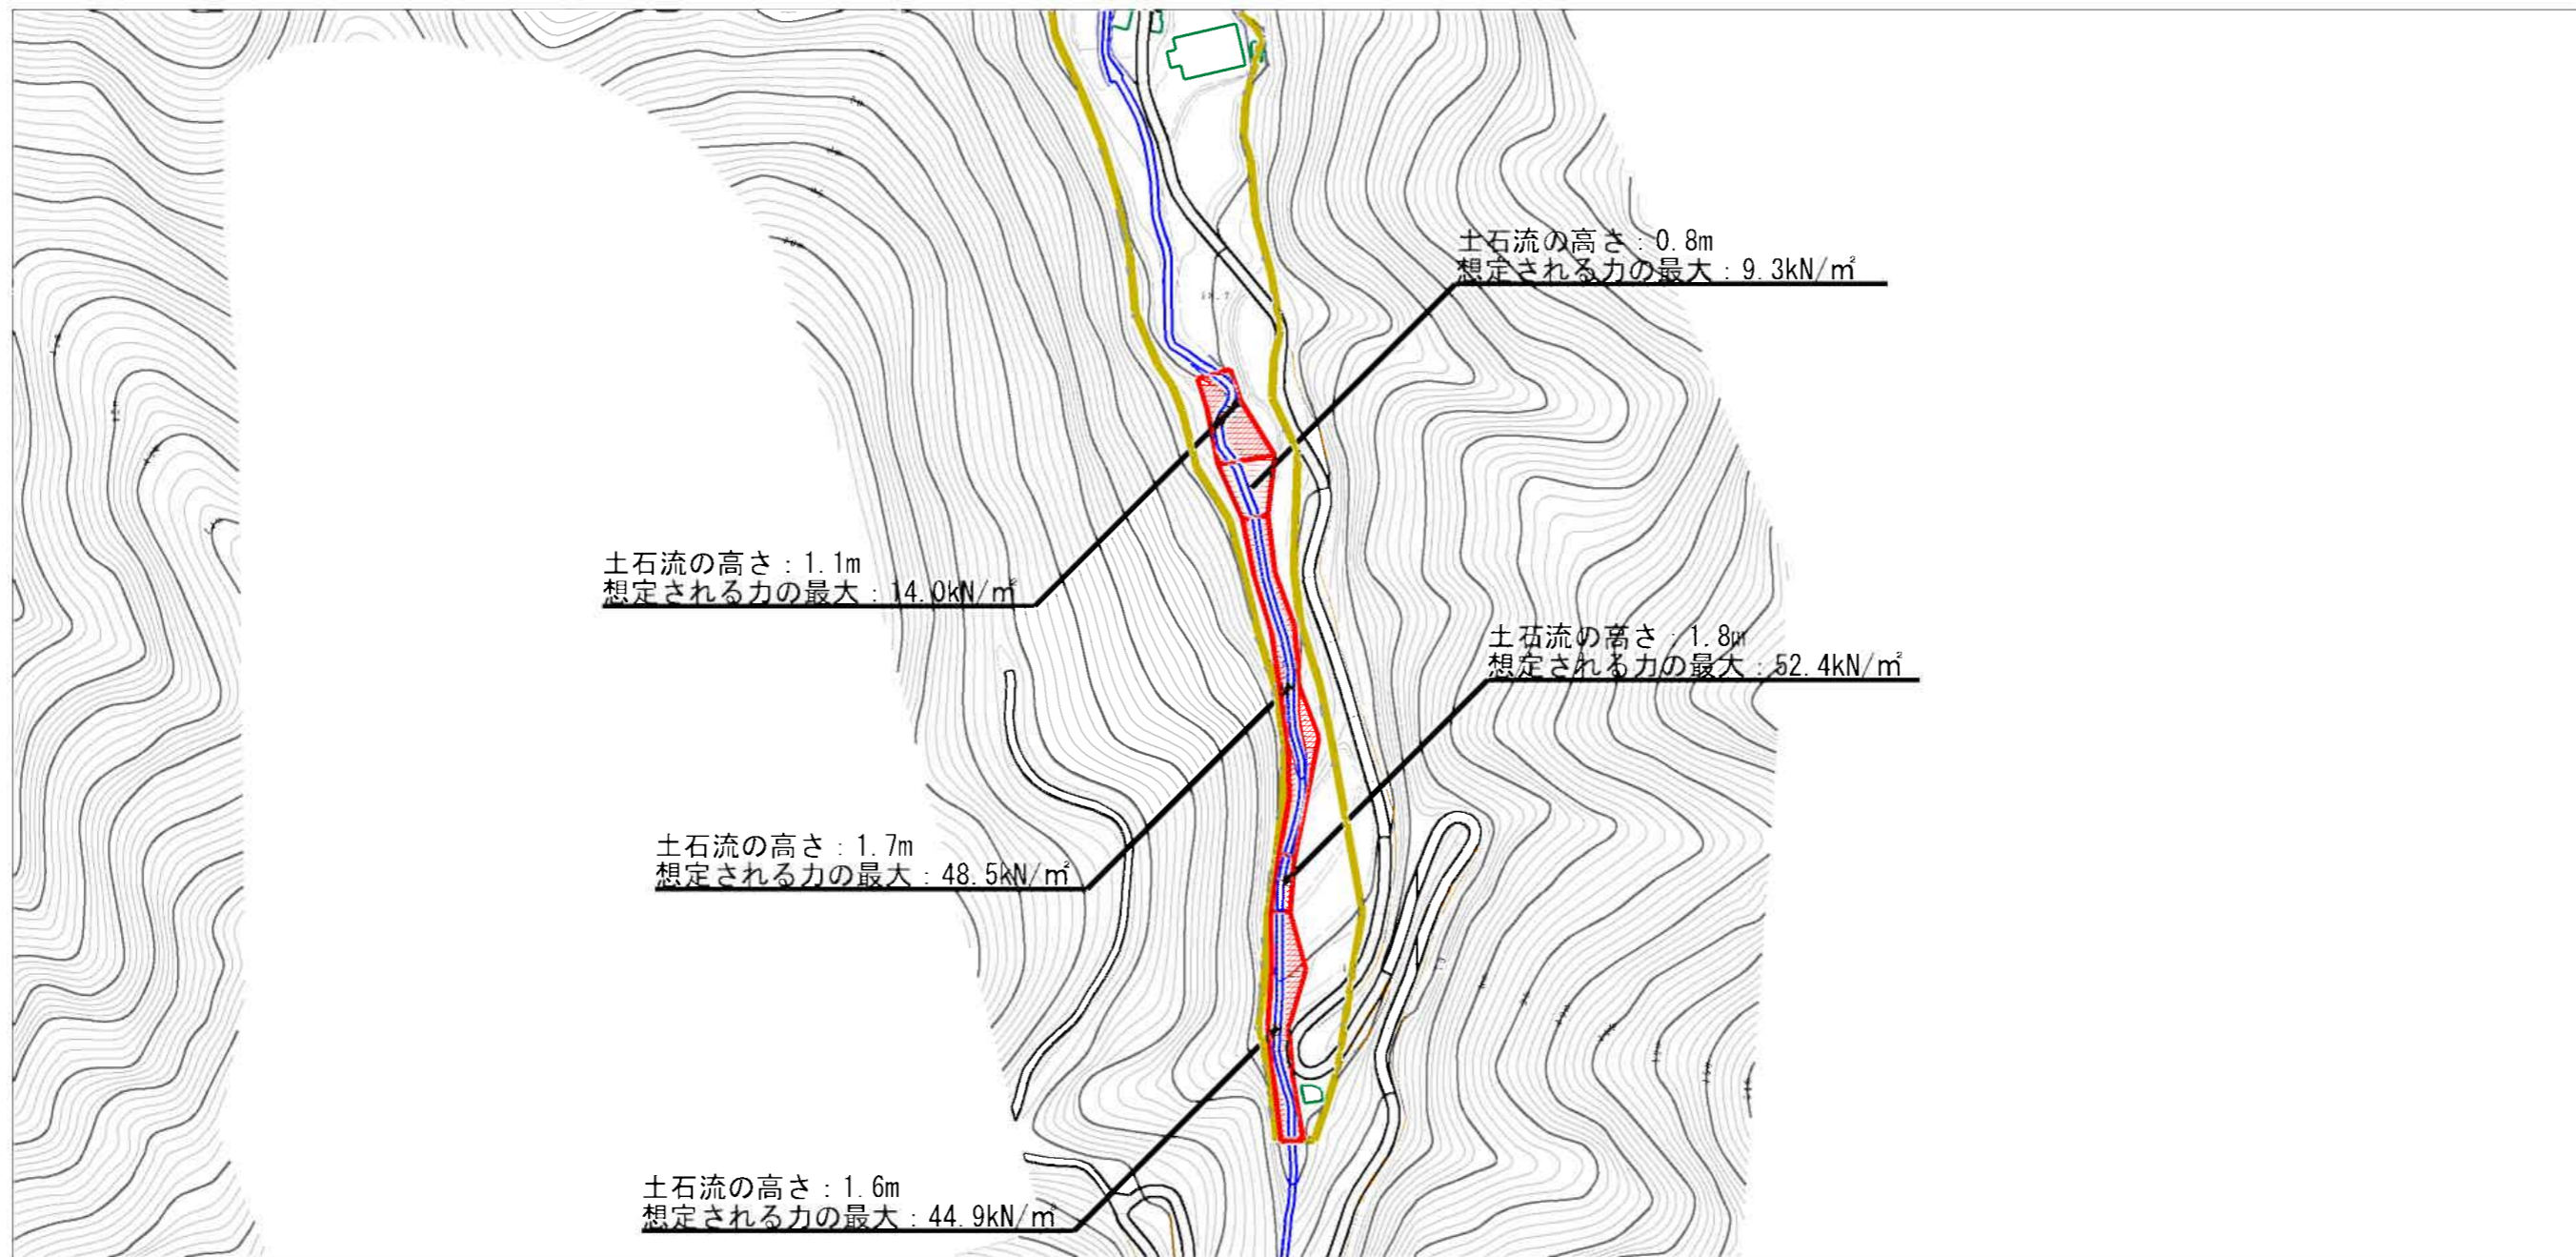 土石流の高さ：0.8m
想定される力の最大：9.3kN/㎡
土石流の高さ：1.1m
想定される力の最大：14.0kN/㎡
土石流の高さ：1.8m
想定される力の最大：52.4kN/㎡
土石流の高さ：1.7m
想定される力の最大：48.5kN/㎡
土石流の高さ：1.6m
想定される力の最大：44.9kN/㎡